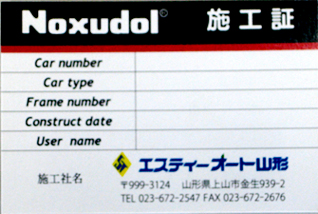 Noxudol© 施工証
Car number
Car type
Frame number
Construct date
User name
施工社名 エスティーオート山形
〒999-3124 山形県上山市金生939-2
TEL 023-672-2547 FAX 023-672-2676